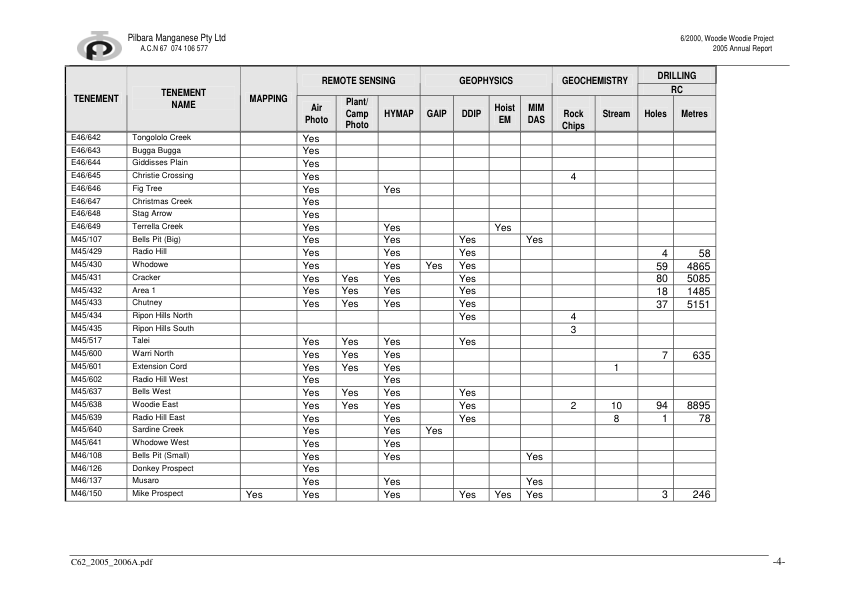 Pilbara Manganese Pty Ltd
A.C.N 67 074 106 577
6/2000, Woodie Woodie Project
2005 Annual Report
TENEMENT TENEMENT NAME MAPPING REMOTE SENSING GEOPHYSICS GEOCHEMISTRY DRILLING
RC
Air Photo Plant/ Camp Photo HYMAP GAIP DDIP Hoist EM MIM DAS Rock Chips Stream Holes Metres
E46/642 Tongololo Creek Yes
E46/643 Bugga Bugga Yes
E46/644 Giddisses Plain Yes
E46/645 Christie Crossing Yes 4
E46/646 Fig Tree Yes Yes
E46/647 Christmas Creek Yes
E46/648 Stag Arrow Yes
E46/649 Terrella Creek Yes Yes Yes
M45/107 Bells Pit (Big) Yes Yes Yes Yes
M45/429 Radio Hill Yes Yes Yes 4 58
M45/430 Whodowe Yes Yes Yes Yes 59 4865
M45/431 Cracker Yes Yes Yes Yes 80 5085
M45/432 Area 1 Yes Yes Yes Yes 18 1485
M45/433 Chutney Yes Yes Yes Yes 37 5151
M45/434 Ripon Hills North Yes 4
M45/435 Ripon Hills South 3
M45/517 Talei Yes Yes Yes Yes
M45/600 Warri North Yes Yes Yes 7 635
M45/601 Extension Cord Yes Yes Yes 1
M45/602 Radio Hill West Yes Yes
M45/637 Bells West Yes Yes Yes Yes
M45/638 Woodie East Yes Yes Yes Yes 2 10 94 8895
M45/639 Radio Hill East Yes Yes Yes 8 1 78
M45/640 Sardine Creek Yes Yes Yes
M45/641 Whodowe West Yes Yes
M46/108 Bells Pit (Small) Yes Yes Yes
M46/126 Donkey Prospect Yes
M46/137 Musaro Yes Yes Yes
M46/150 Mike Prospect Yes Yes Yes Yes Yes Yes 3 246
C62_2005_2006A.pdf
-4-